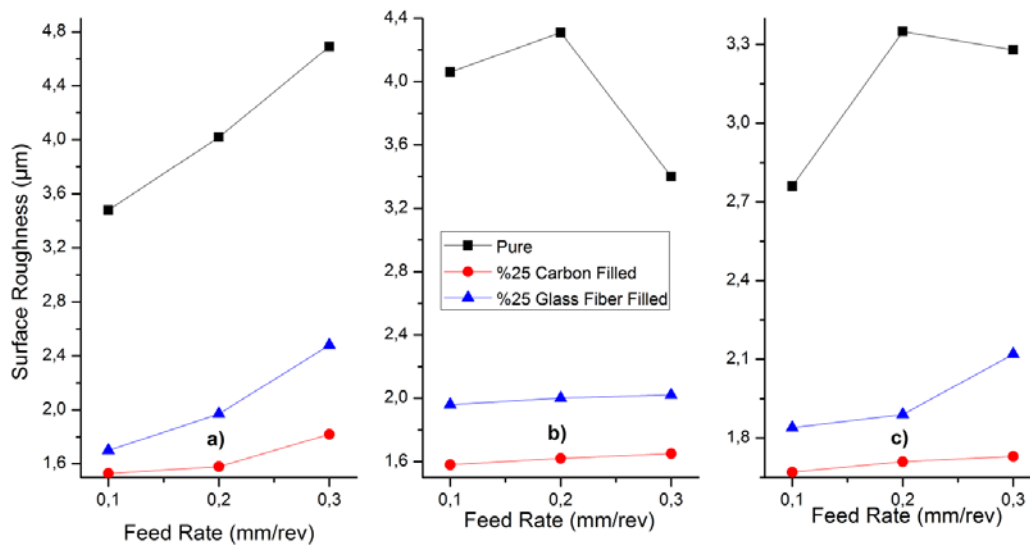 Surface Roughness (µm)
4,8
4,4
4,0
3,6
3,2
2,8
2,4
2,0
1,6
0,1 0,2 0,3
Feed Rate (mm/rev)
a)
4,4
4,0
3,6
3,2
2,8
2,4
2,0
1,6
0,1 0,2 0,3
Feed Rate (mm/rev)
b)
Pure
%25 Carbon Filled
%25 Glass Fiber Filled
3,3
3,0
2,7
2,4
2,1
1,8
0,1 0,2 0,3
Feed Rate (mm/rev)
c)